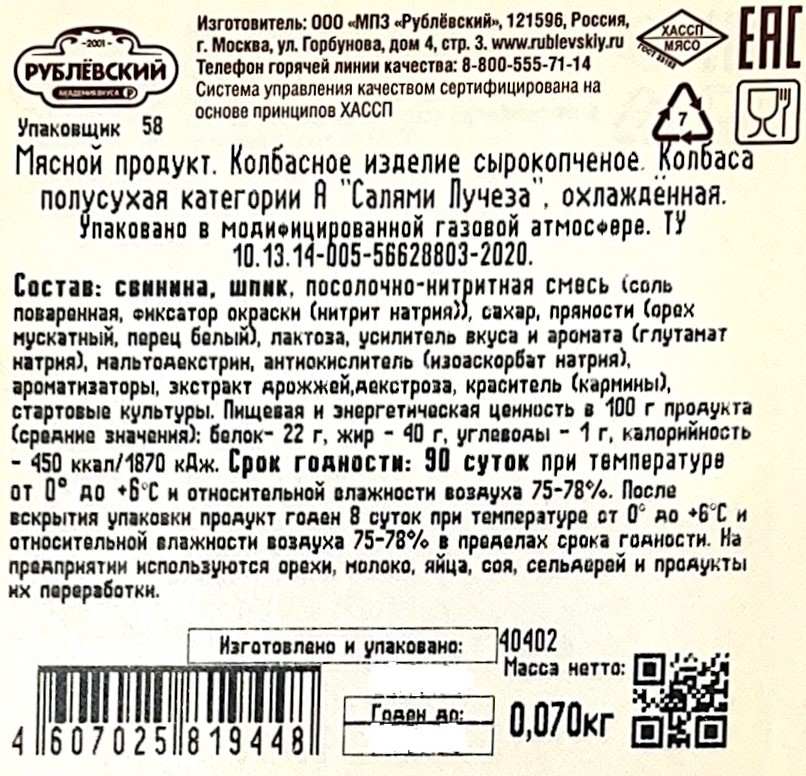 -2001-
РУБЛЁВСКИЙ
АКАДЕМИЯ ВКУСА
Изготовитель: ООО «МПЗ «Рублёвский», 121596, Россия,
г. Москва, ул. Горбунова, дом 4, стр. 3. www.rublevskiy.ru
Телефон горячей линии качества: 8-800-555-71-14
Система управления качеством сертифицирована на
основе принципов ХАССП
ХАССП
МЯСО
EAC
7
Упаковщик 58
Мясной продукт. Колбасное изделие сырокопченое. Колбаса
полусухая категории А "Салями Лучеза", охлаждённая.
Упаковано в модифицированной газовой атмосфере. ТУ
10.13.14-005-56628803-2020.
Состав: свинина, шпик, посолочно-нитритная смесь (соль
поваренная, фиксатор окраски (нитрит натрия)), сахар, пряности (орех
мускатный, перец белый), лактоза, усилитель вкуса и аромата (глутамат
натрия), мальтодекстрин, антиокислитель (изоаскорбат натрия),
ароматизаторы, экстракт дрожжей,декстроза, краситель (кармины),
стартовые культуры. Пищевая и энергетическая ценность в 100 г продукта
(средние значения): белок- 22 г, жир - 40 г, углеводы - 1 г, калорийность
- 450 ккал/1870 кДж. Срок годности: 90 суток при температуре
от 0° до +6°С и относительной влажности воздуха 75-78%. После
вскрытия упаковки продукт годен 8 суток при температуре от 0° до +6°С и
относительной влажности воздуха 75-78% в пределах срока годности. На
предприятии используются орехи, молоко, яйца, соя, сельдерей и продукты
их переработки.
Изготовлено и упаковано:
40402
Масса нетто:
Годен до:
0,070кг
4 607025 819448